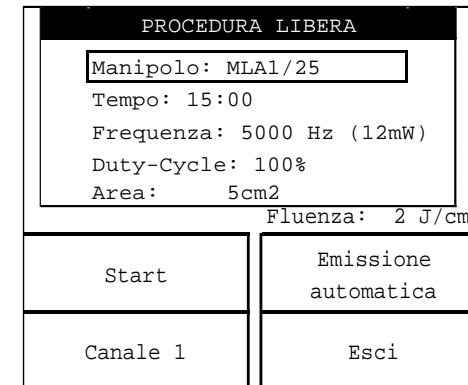 PROCEDURA LIBERA
Manipolo: MLA1/25
Tempo: 15:00
Frequenza: 5000 Hz (12mW)
Duty-Cycle: 100%
Area: 5cm2
Fluenza: 2 J/cm
Start
Emissione
automatica
Canale 1
Esci